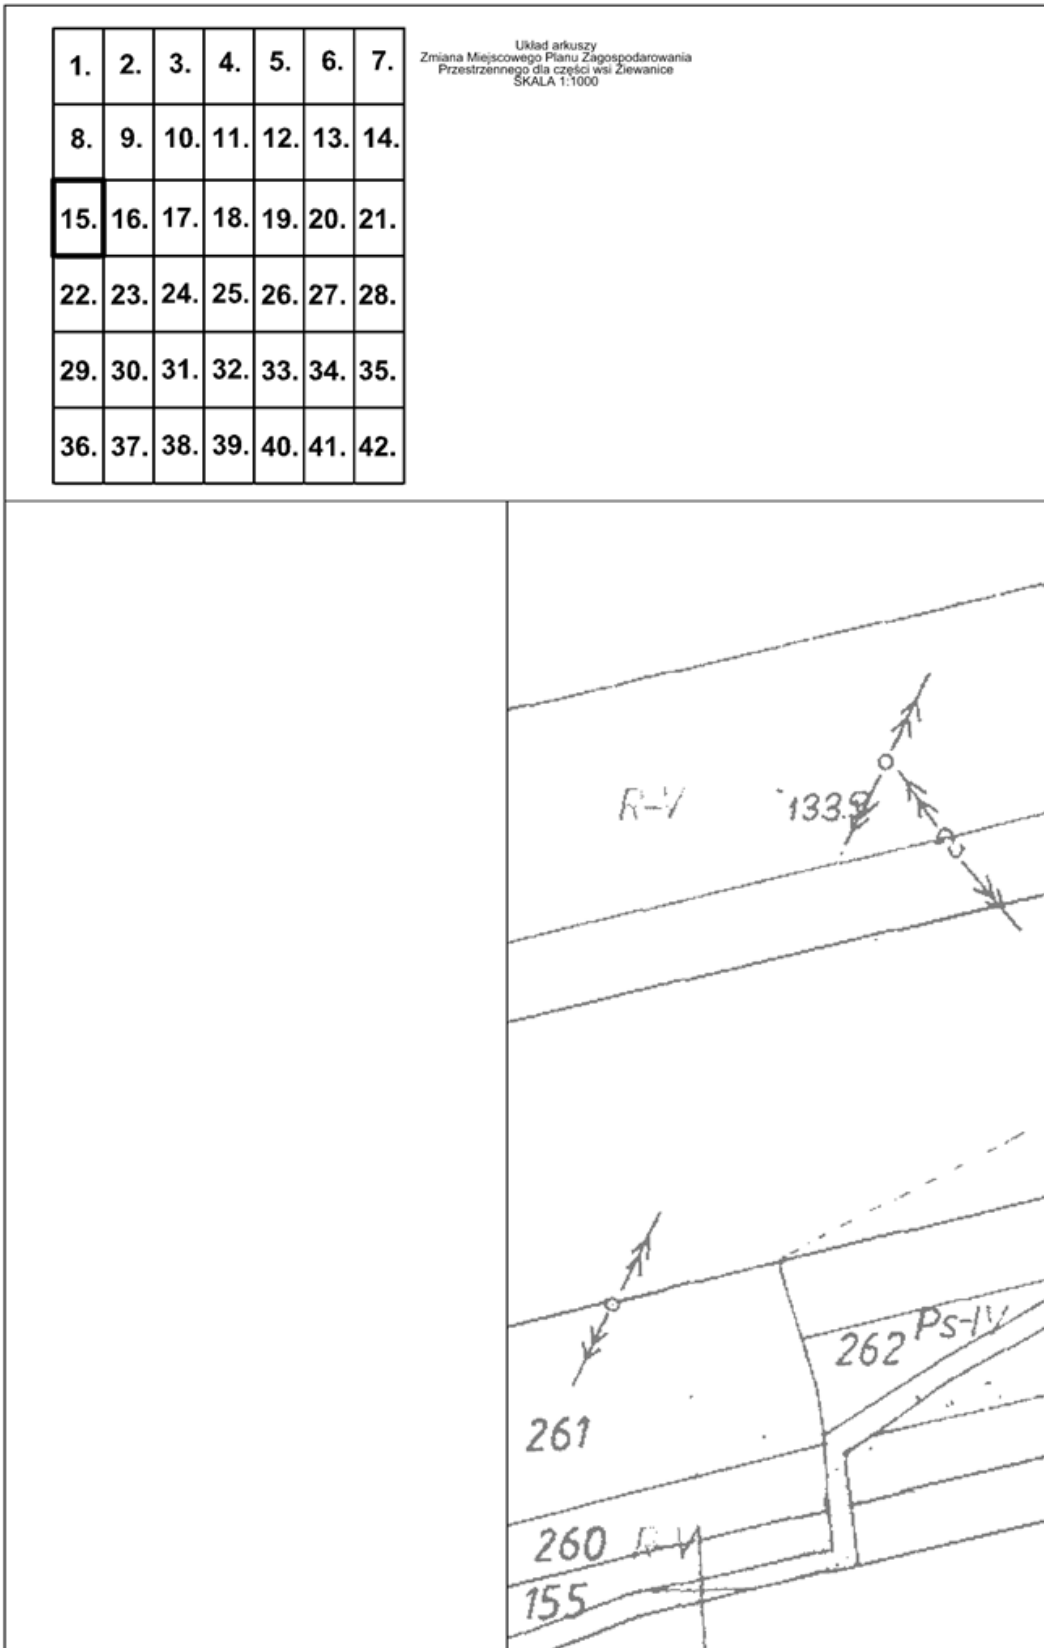 1. 2. 3. 4. 5. 6. 7.
8. 9. 10. 11. 12. 13. 14.
15. 16. 17. 18. 19. 20. 21.
22. 23. 24. 25. 26. 27. 28.
29. 30. 31. 32. 33. 34. 35.
36. 37. 38. 39. 40. 41. 42.
Układ arkuszy
Zmiana Miejscowego Planu Zagospodarowania
Przestrzennego dla części wsi Ziewanice
SKALA 1:1000
R-V
262 Ps-IV
261
260 R-V
155